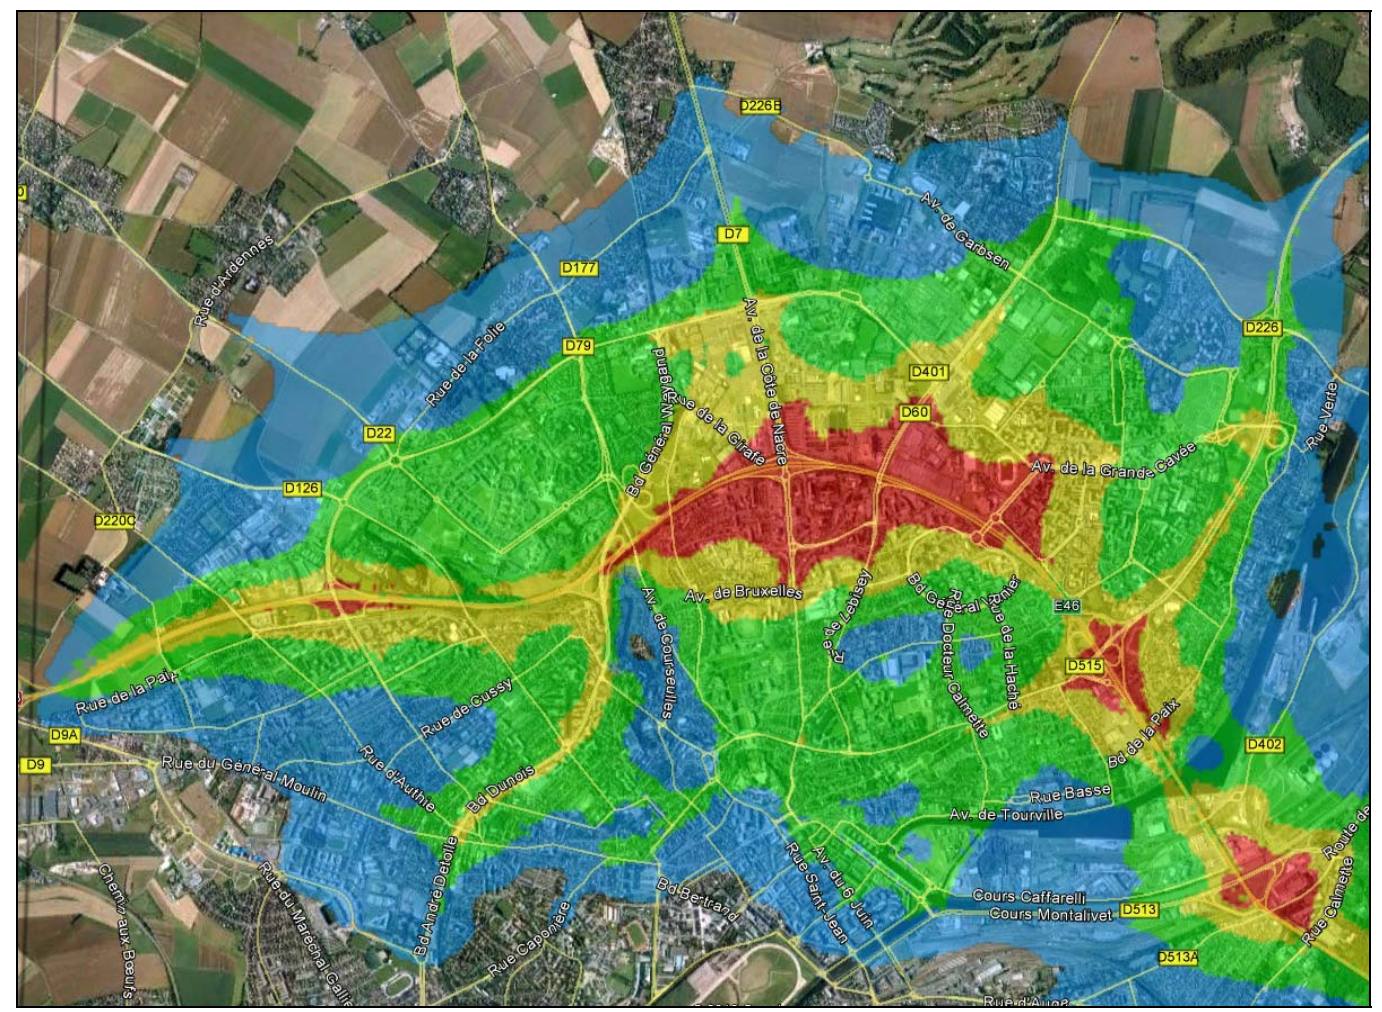 D226B
Av. de Garbsen
D7
Rue d'Ardennes
D177
Av. de la Côte de Nacre
D226
D79
Rue de la Folie
Bd Général Weygand
D401
Rue Verte
Rue de la Girafe
D60
D22
Av. de la Grande Cavée
D126
D220C
Av. de Bruxelles
Rue de Lebisey
Bd Général Vanier
E46
Rue Docteur Calmette
Rue de la Haché
Av. de Courseulles
D515
Rue de la Paix
Rue de Cussy
Bd de la Paix
D9A
D402
D9
Rue du Général Moulin
Rue d'Authie
Bd Dunois
Rue Basse
Av. de Tourville
Route de
Bd André Detolle
Rue Saint-Jean
Av. du 6 Juin
Rue Calmette
Chemin aux Bœufs
Rue du Maréchal Gallie
Bd Bertrand
Cours Caffarelli
Cours Montalivet
D513
Rue Caponière
D513A
Rue d'Auge